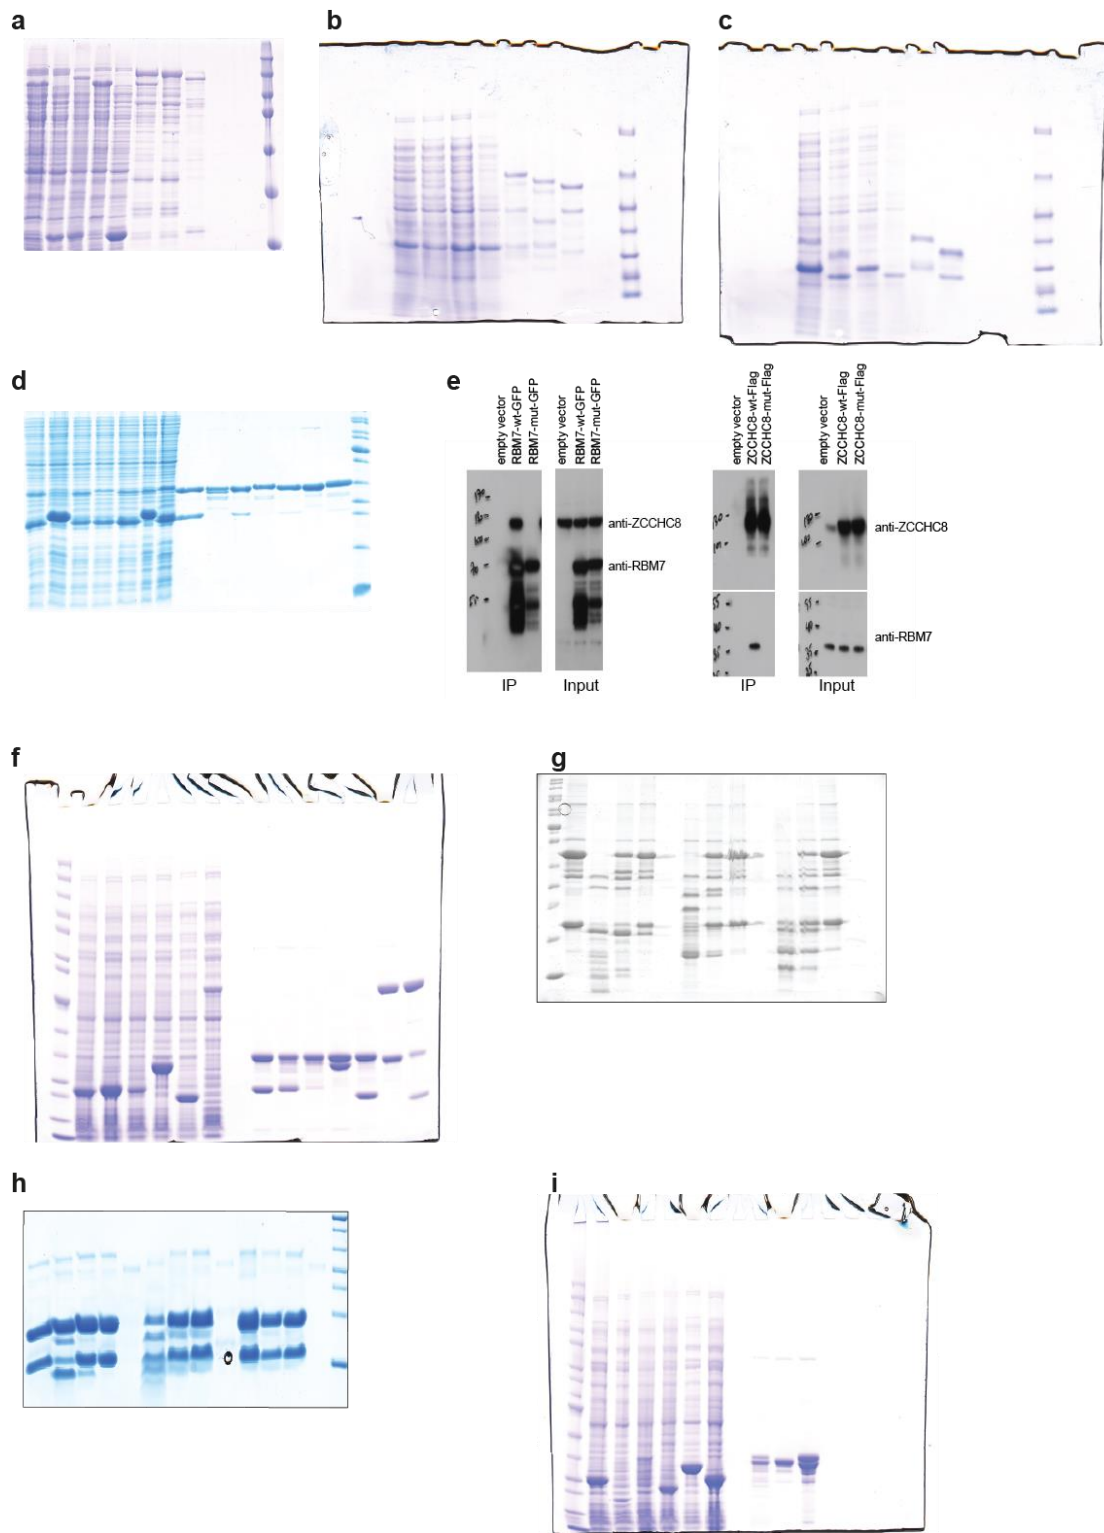 a
b
c
d
e
empty vector
RBM7-wt-GFP
RBM7-mut-GFP
empty vector
RBM7-wt-GFP
RBM7-mut-GFP
anti-ZCCHC8
anti-RBM7
IP
Input
empty vector
ZCCHC8-wt-Flag
ZCCHC8-mut-Flag
empty vector
ZCCHC8-wt-Flag
ZCCHC8-mut-Flag
anti-ZCCHC8
anti-RBM7
IP
Input
f
g
h
i